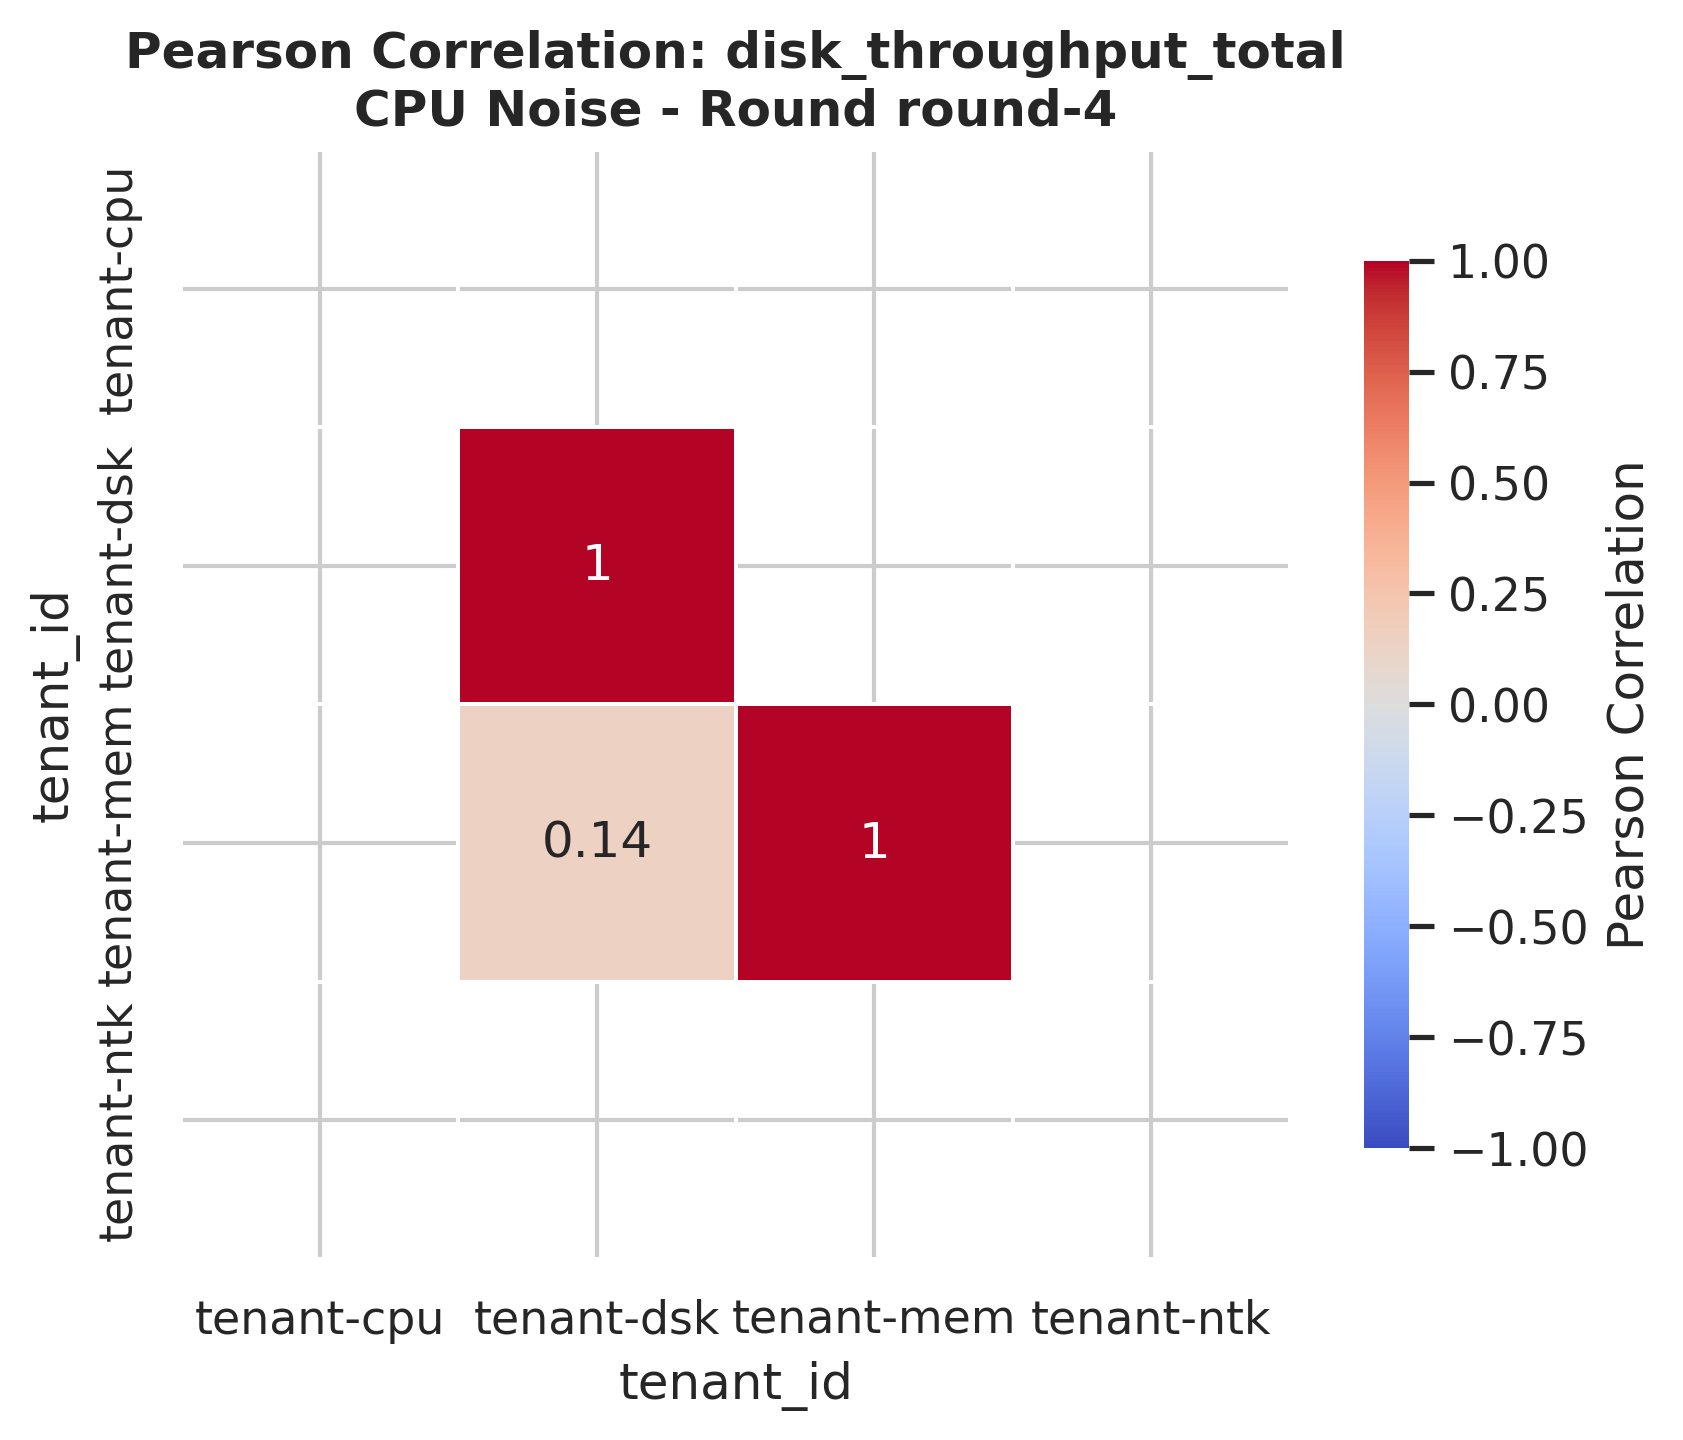 Pearson Correlation: disk_throughput_total
CPU Noise - Round round-4
tenant_id
tenant-cpu
tenant-dsk
tenant-mem
tenant-ntk
1
0.14
1
tenant-cpu
tenant-dsk
tenant-mem
tenant-ntk
tenant_id
1.00
0.75
0.50
0.25
0.00
−0.25
−0.50
−0.75
−1.00
Pearson Correlation